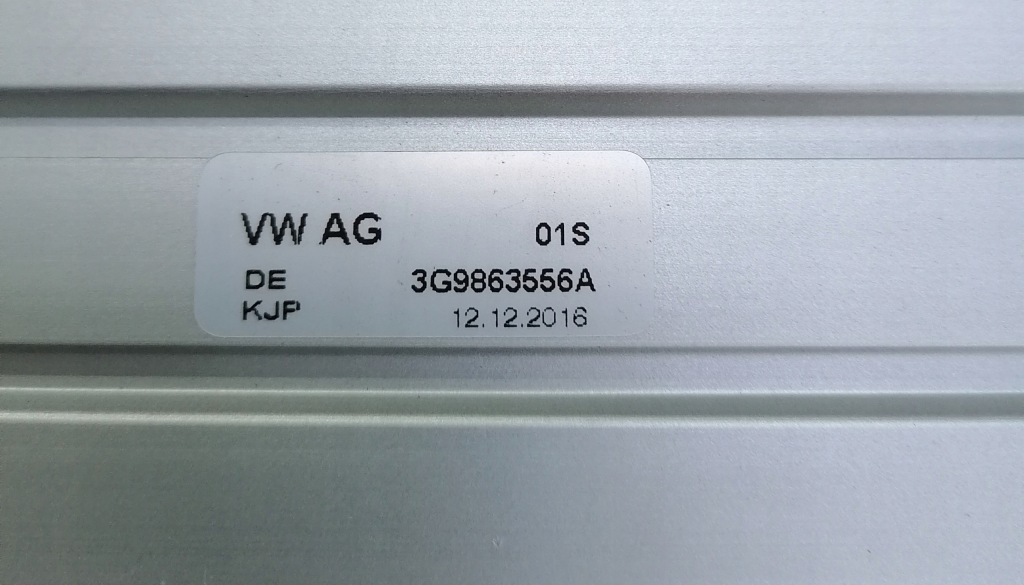 VW AG 01S
DE 3G9863556A
KJP 12.12.2016